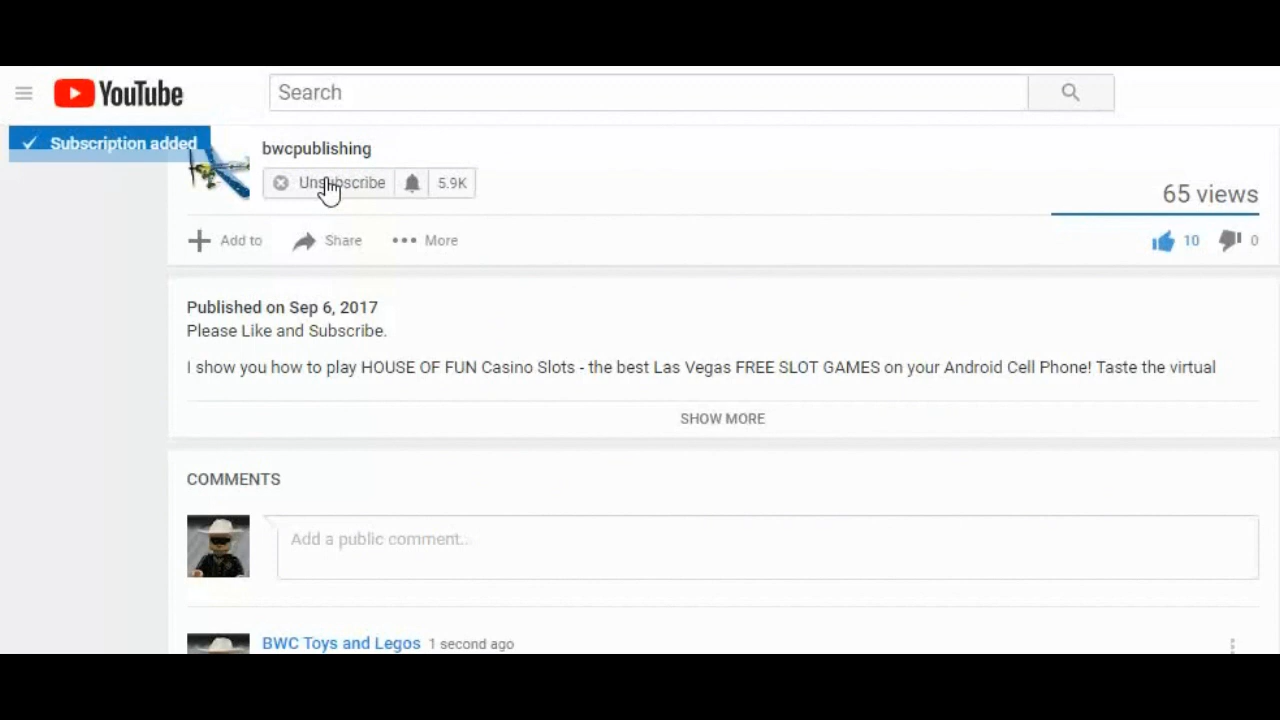 YouTube
Search
Subscription added
bwcpublishing
Unsubscribe 5.9K
65 views
Add to Share More
10 0
Published on Sep 6, 2017
Please Like and Subscribe.
I show you how to play HOUSE OF FUN Casino Slots - the best Las Vegas FREE SLOT GAMES on your Android Cell Phone! Taste the virtual
SHOW MORE
COMMENTS
Add a public comment...
BWC Toys and Legos 1 second ago